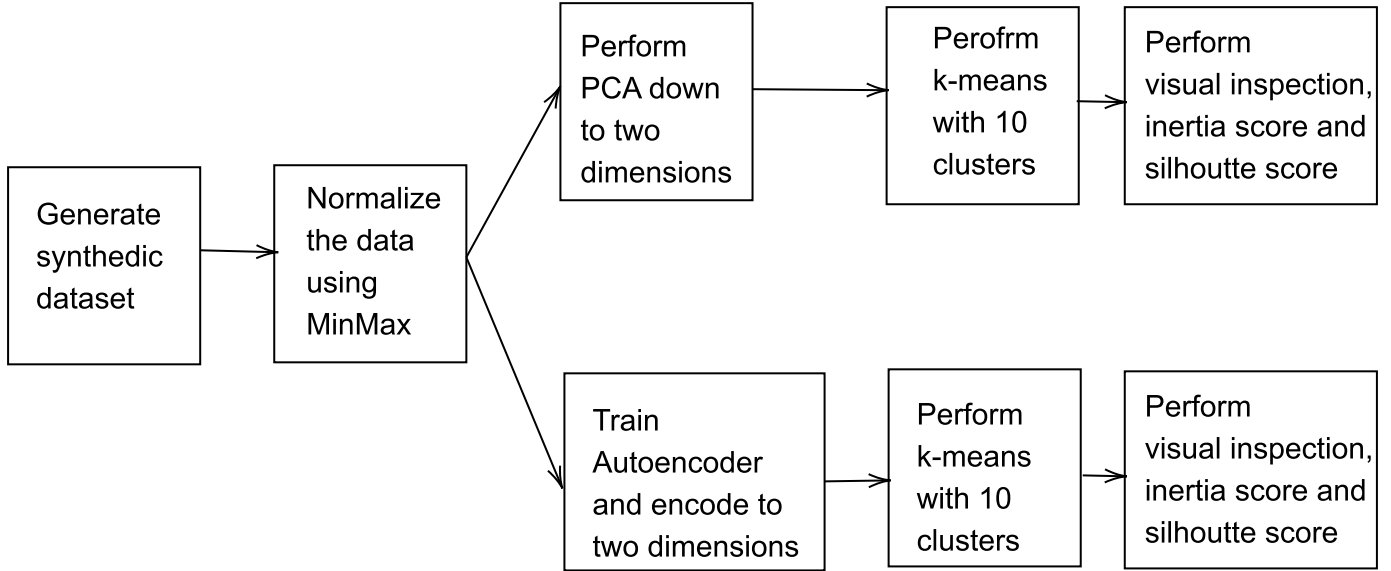 Generate
synthedic
dataset
Normalize
the data
using
MinMax
Perform
PCA down
to two
dimensions
Perofrm
k-means
with 10
clusters
Perform
visual inspection,
inertia score and
silhoutte score
Train
Autoencoder
and encode to
two dimensions
Perform
k-means
with 10
clusters
Perform
visual inspection,
inertia score and
silhoutte score